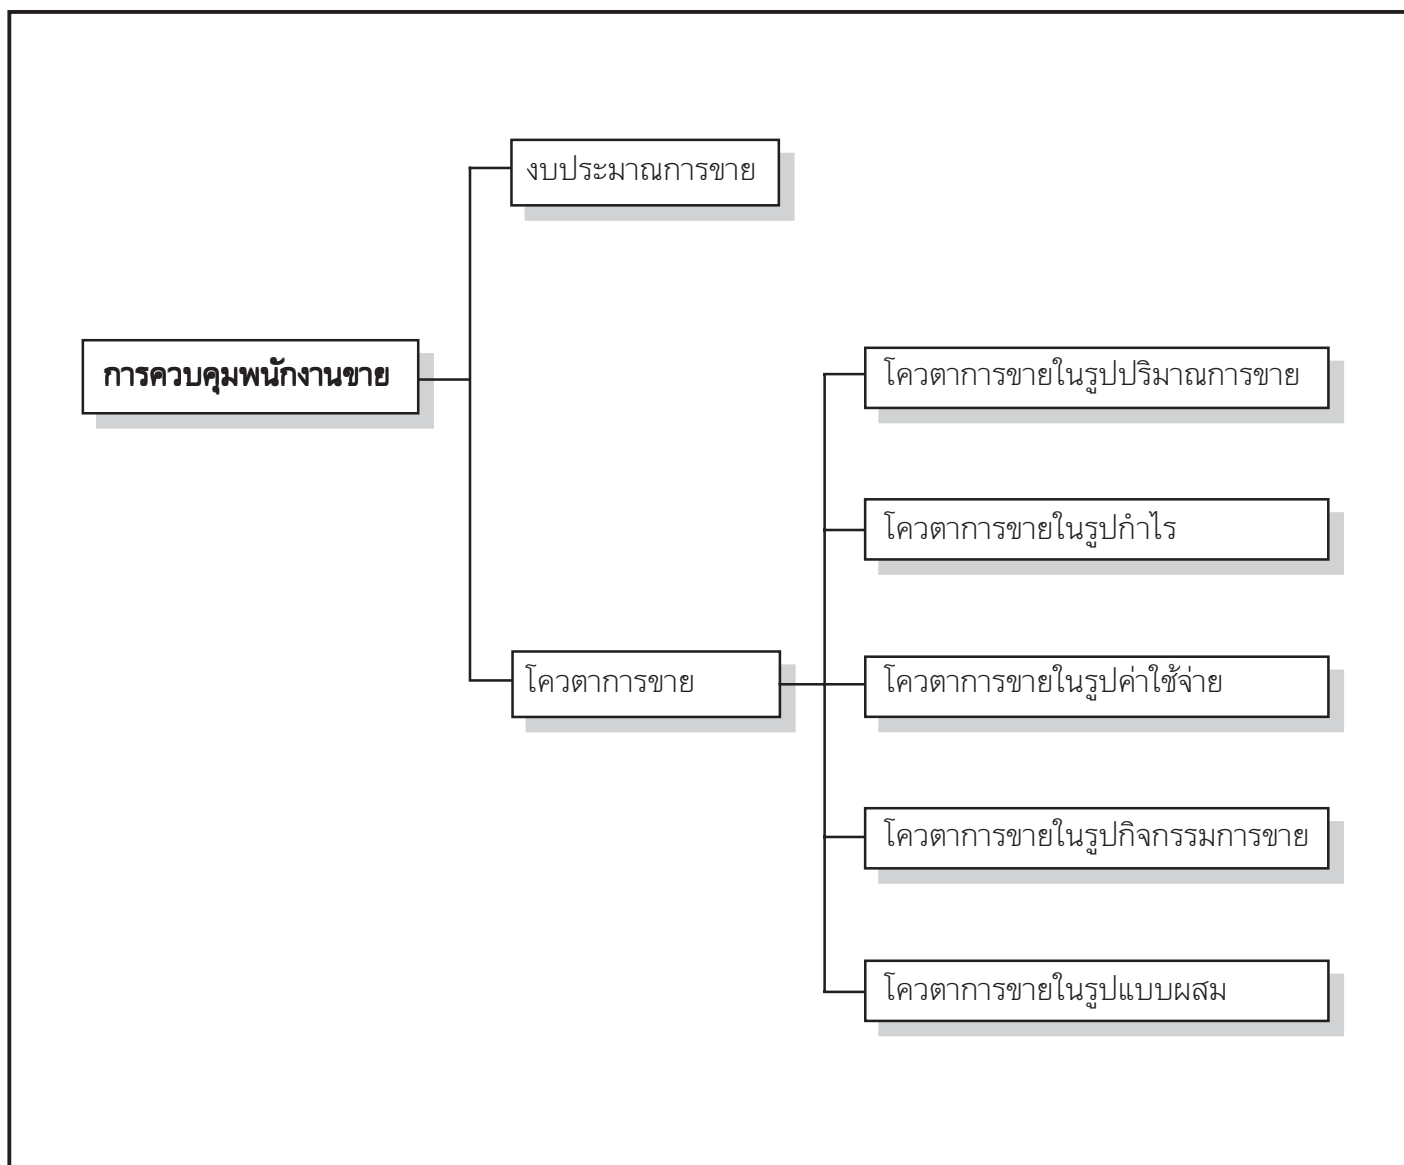 งบประมาณการขาย
การควบคุมพนักงานขาย
โควตาการขายในรูปปริมาณการขาย
โควตาการขายในรูปกำไร
โควตาการขาย
โควตาการขายในรูปค่าใช้จ่าย
โควตาการขายในรูปกิจกรรมการขาย
โควตาการขายในรูปแบบผสม